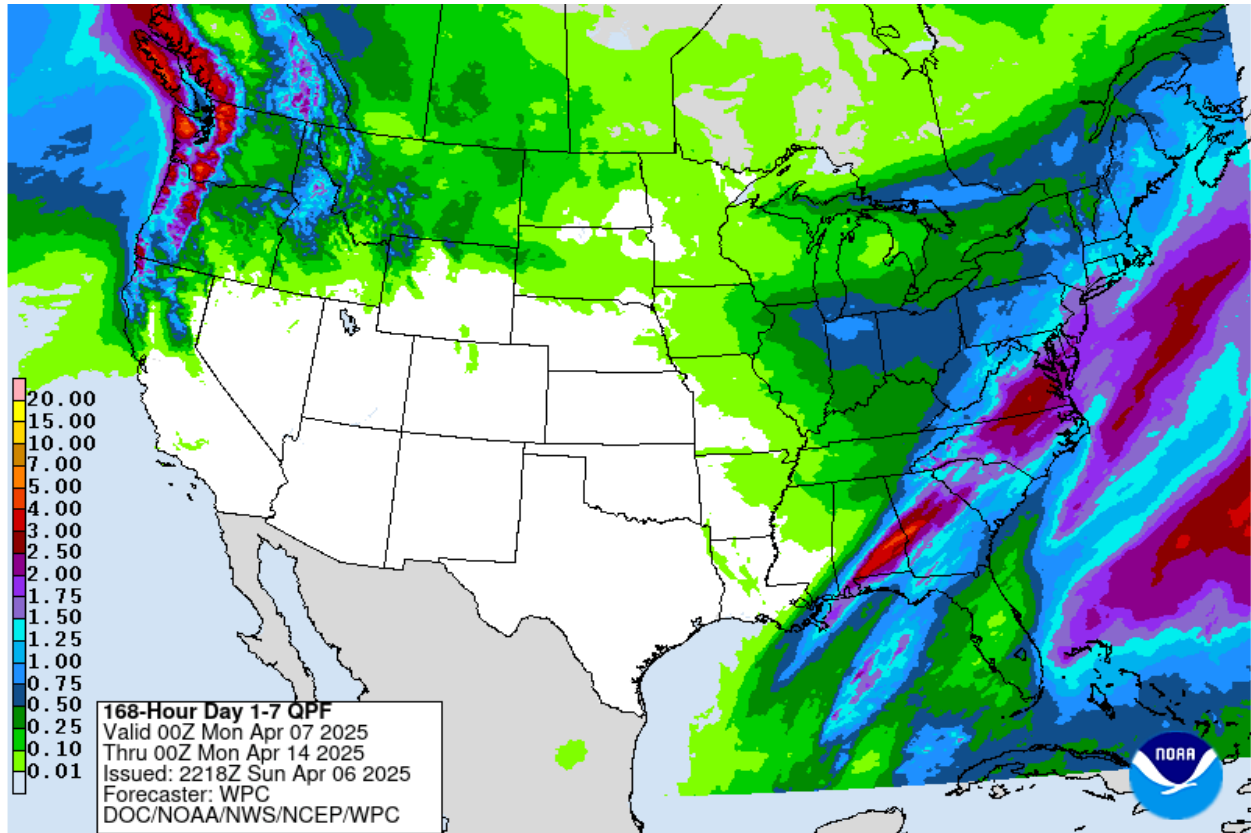 20.00
15.00
10.00
7.00
5.00
4.00
3.00
2.50
2.00
1.75
1.50
1.25
1.00
0.75
0.50
0.25
0.10
0.01
168-Hour Day 1-7 QPF
Valid 00Z Mon Apr 07 2025
Thru 00Z Mon Apr 14 2025
Issued: 2218Z Sun Apr 06 2025
Forecaster: WPC
DOC/NOAA/NWS/NCEP/WPC
NOAA